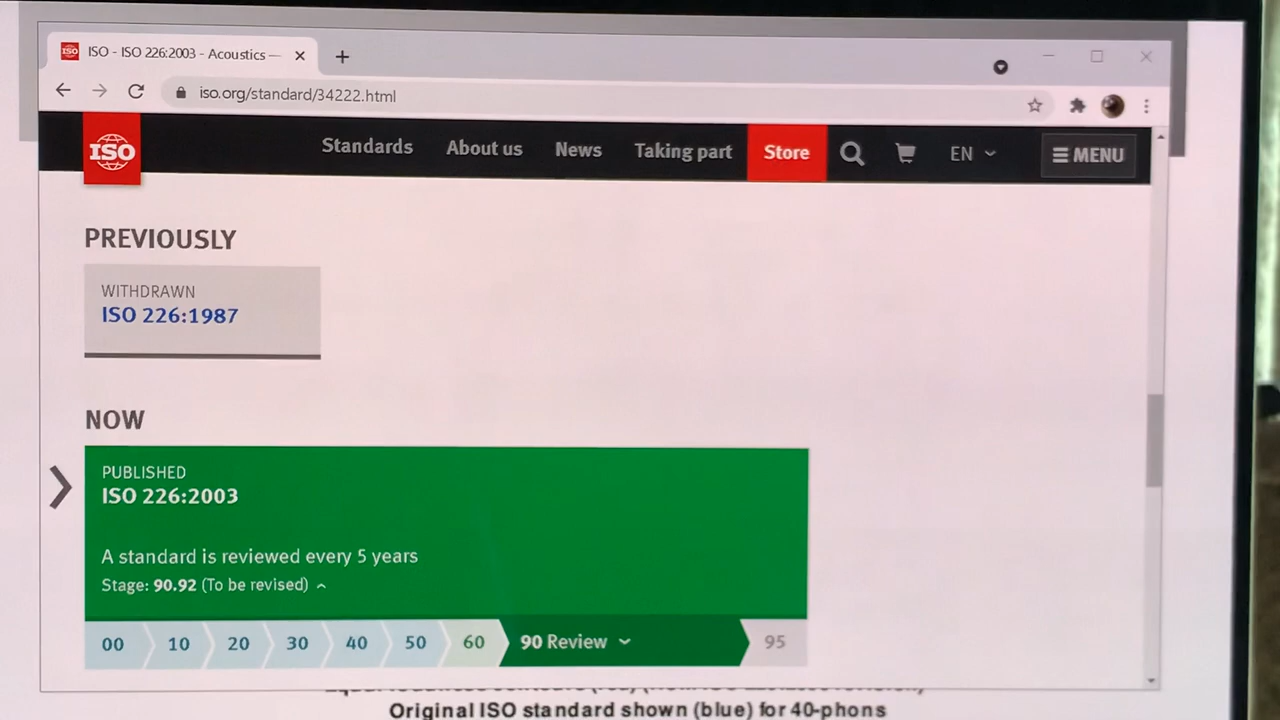 ISO - ISO 226:2003 - Acoustics —
iso.org/standard/34222.html
ISO
Standards
About us
News
Taking part
Store
EN
MENU
PREVIOUSLY
WITHDRAWN
ISO 226:1987
NOW
PUBLISHED
ISO 226:2003
A standard is reviewed every 5 years
Stage: 90.92 (To be revised)
00 10 20 30 40 50 60 90 Review 95
Original ISO standard shown (blue) for 40-phons